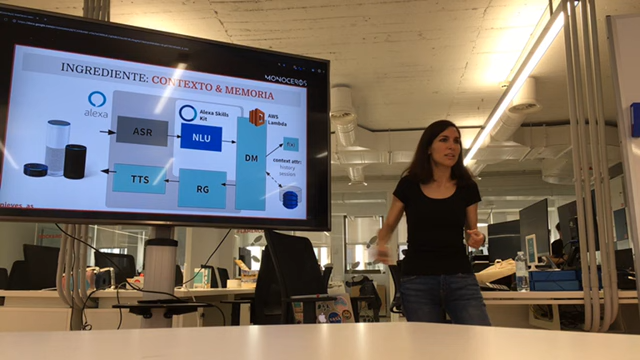 MONOCEROS
INGREDIENTE: CONTEXTO & MEMORIA
alexa
Alexa Skills
Kit
AWS
Lambda
ASR
NLU
DM
f(x)
TTS
RG
context attr:
history
session